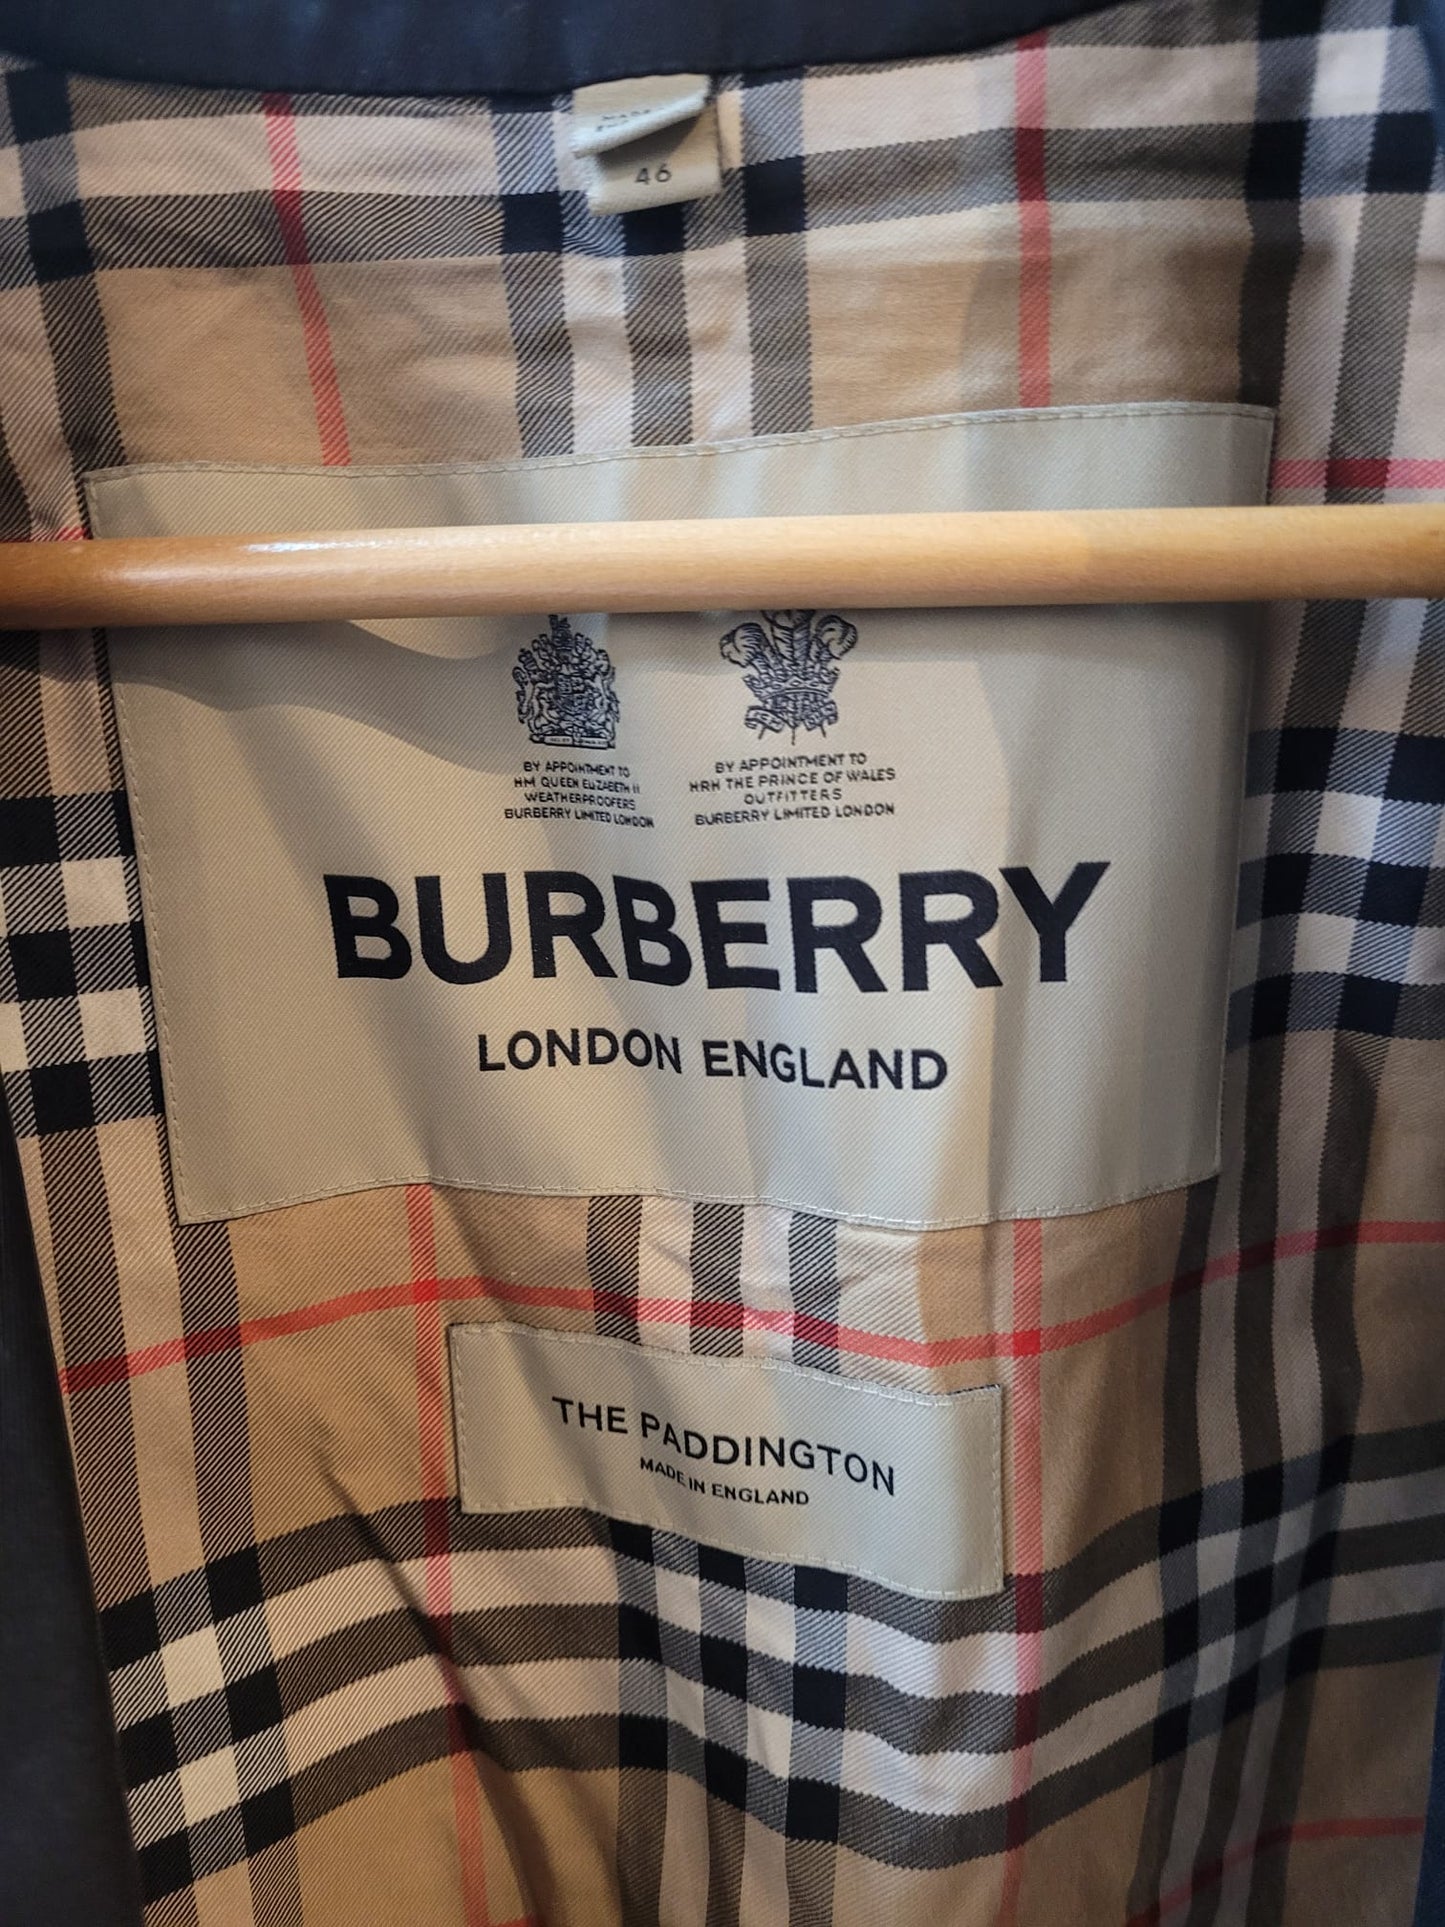 46
BY APPOINTMENT TO
HM QUEEN ELIZABETH II
WEATHERPROOFERS
BURBERRY LIMITED LONDON
BY APPOINTMENT TO
HRH THE PRINCE OF WALES
OUTFITTERS
BURBERRY LIMITED LONDON
BURBERRY
LONDON ENGLAND
THE PADDINGTON
MADE IN ENGLAND